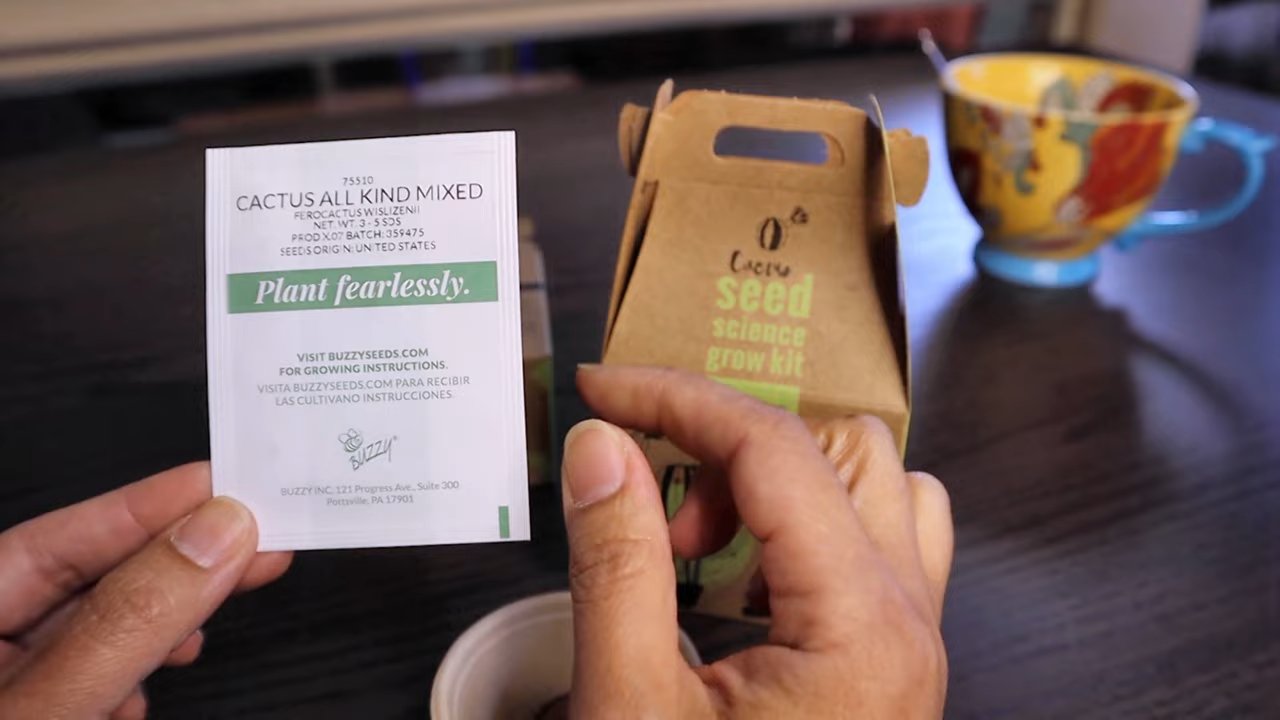 75510
CACTUS ALL KIND MIXED
FEROCACTUS WISLIZENII
NET. WT. 3 - 5 SDS
PROD X.07 BATCH: 359475
SEEDS ORIGIN: UNITED STATES
Plant fearlessly.
VISIT BUZZYSEEDS.COM
FOR GROWING INSTRUCTIONS.
VISITA BUZZYSEEDS.COM PARA RECIBIR
LAS CULTIVANO INSTRUCCIONES.
BUZZY®
BUZZY INC. 121 Progress Ave., Suite 300
Pottsville, PA 17901
Cactus
seed
science
grow kit